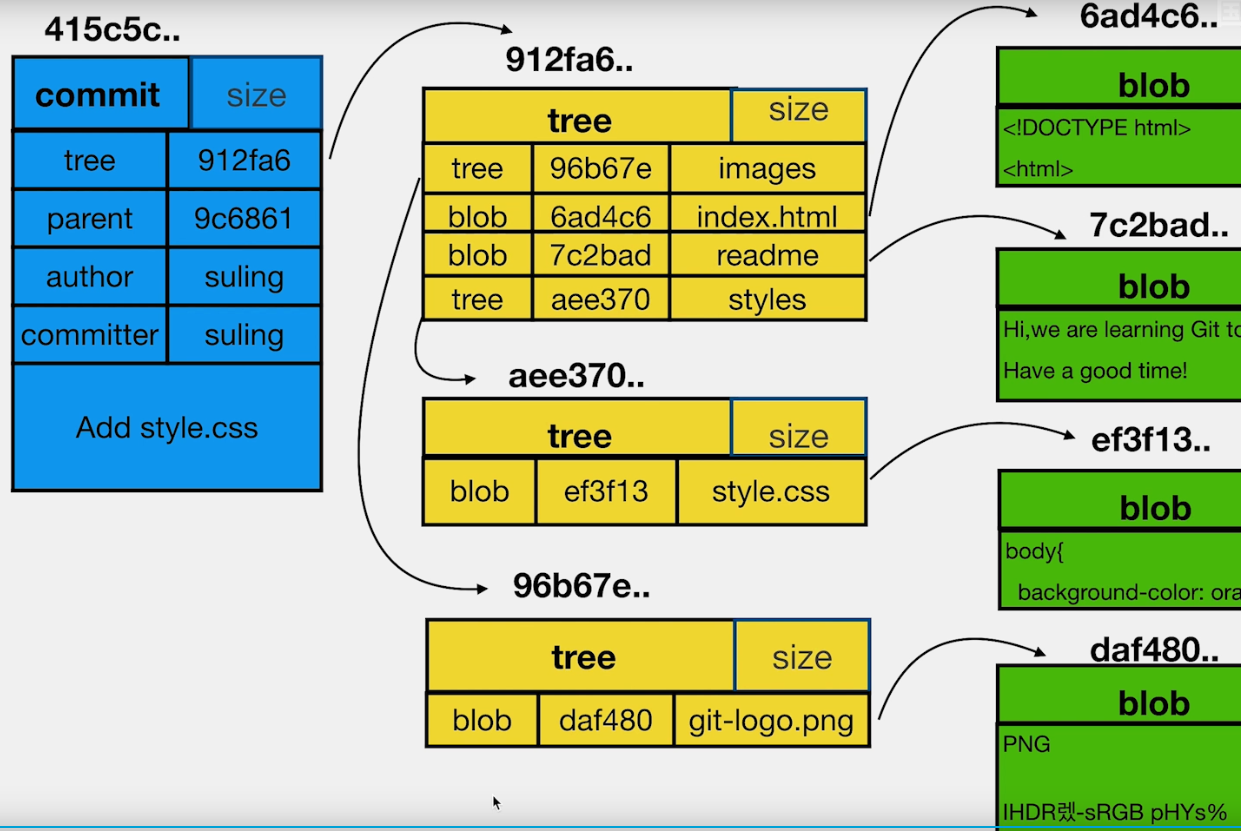 415c5c..
commit size
tree 912fa6
parent 9c6861
author suling
committer suling
Add style.css
912fa6..
tree size
tree 96b67e images
blob 6ad4c6 index.html
blob 7c2bad readme
tree aee370 styles
aee370..
tree size
blob ef3f13 style.css
96b67e..
tree size
blob daf480 git-logo.png
6ad4c6..
blob
<!DOCTYPE html>
<html>
7c2bad..
blob
Hi,we are learning Git
Have a good time!
ef3f13..
blob
body{
background-color:
daf480..
blob
PNG
IHDR렜-sRGB pHYs%